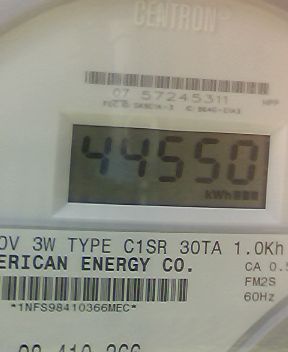 CENTRON
07 57245311
44550
kWh
0V 3W TYPE C1SR 30TA 1.0Kh
ERICAN ENERGY CO.
CA 0.5
FM2S
60Hz
*1NFS98410366MEC*